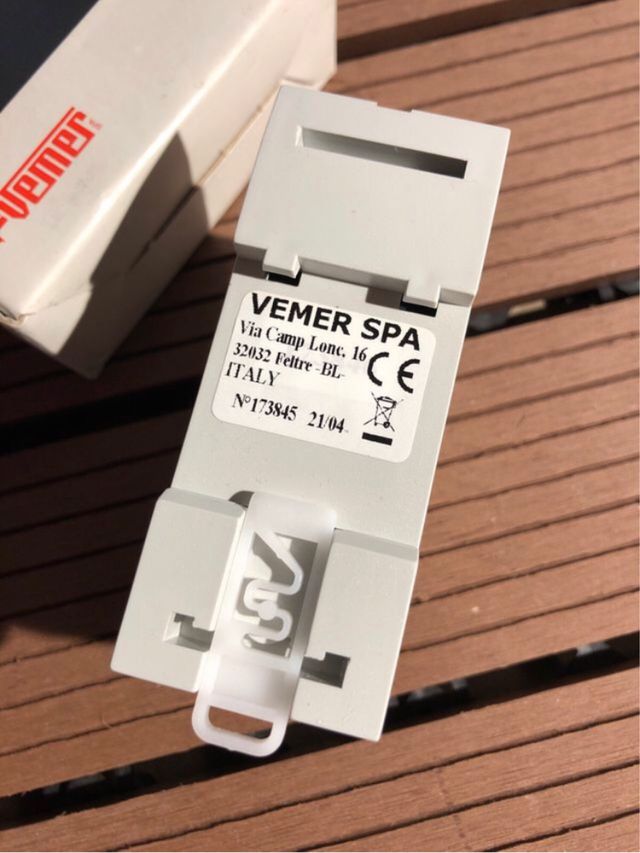 vemer
VEMER SPA
Via Camp Lonc, 16
32032 Feltre -BL-
ITALY
CE
N°173845 21/04